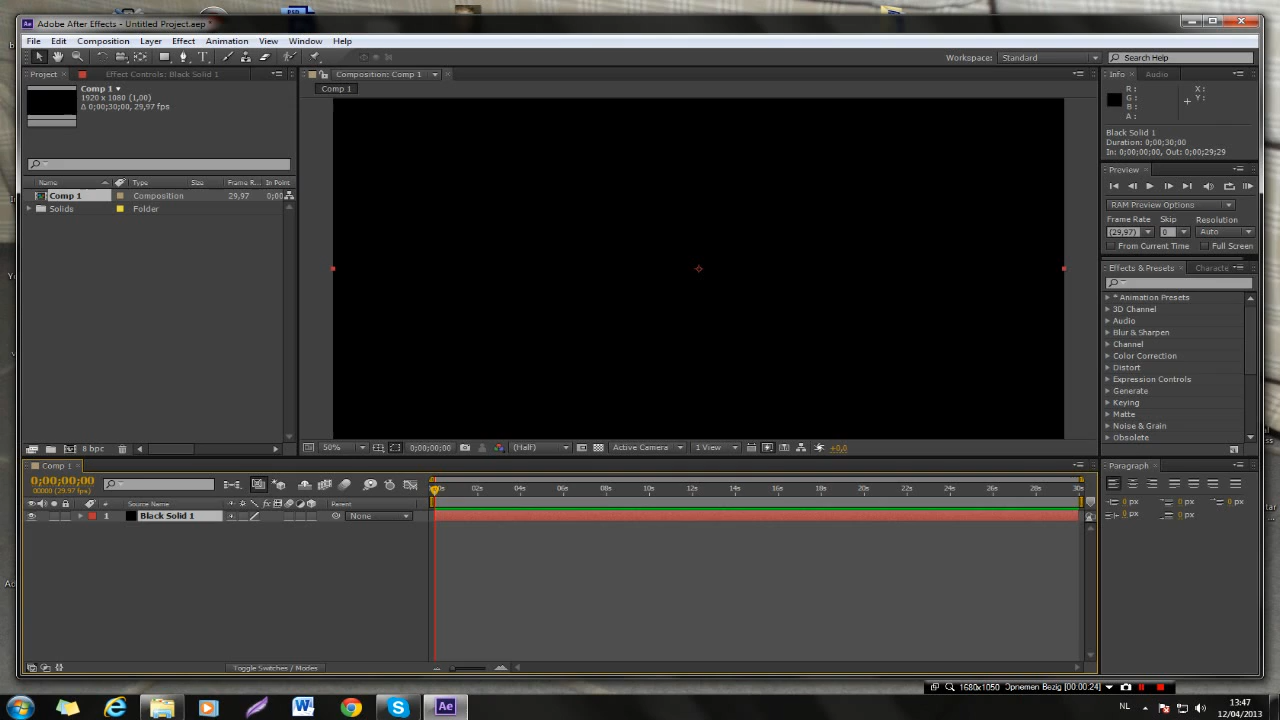 Adobe After Effects - Untitled Project.aep *
File Edit Composition Layer Effect Animation View Window Help
Workspace: Standard Search Help
Project Effect Controls: Black Solid 1
Composition: Comp 1
Info Audio
Comp 1
1920 x 1080 (1,00)
Δ 0;00;30;00, 29,97 fps
Comp 1
R :
G :
B :
A :
X :
Y :
Black Solid 1
Duration: 0;00;30;00
In: 0;00;00;00, Out: 0;00;29;29
Preview
RAM Preview Options
Frame Rate Skip Resolution
(29,97) 0 Auto
From Current Time Full Screen
Name Type Size Frame R... In Point
Comp 1 Composition 29,97 0;00
Solids Folder
Effects & Presets Characte
* Animation Presets
3D Channel
Audio
Blur & Sharpen
Channel
Color Correction
Distort
Expression Controls
Generate
Keying
Matte
Noise & Grain
Obsolete
8 bpc
50% 0;00;00;00 (Half) Active Camera 1 View +0,0
Comp 1
0;00;00;00
00000 (29.97 fps)
02s 04s 06s 08s 10s 12s 14s 16s 18s 20s 22s 24s 26s 28s 30s
# Source Name Parent
1 Black Solid 1 None
Paragraph
0 px 0 px 0 px
0 px 0 px
Toggle Switches / Modes
1680x1050 Opnemen Bezig [00:00:24]
NL
13:47
12/04/2013